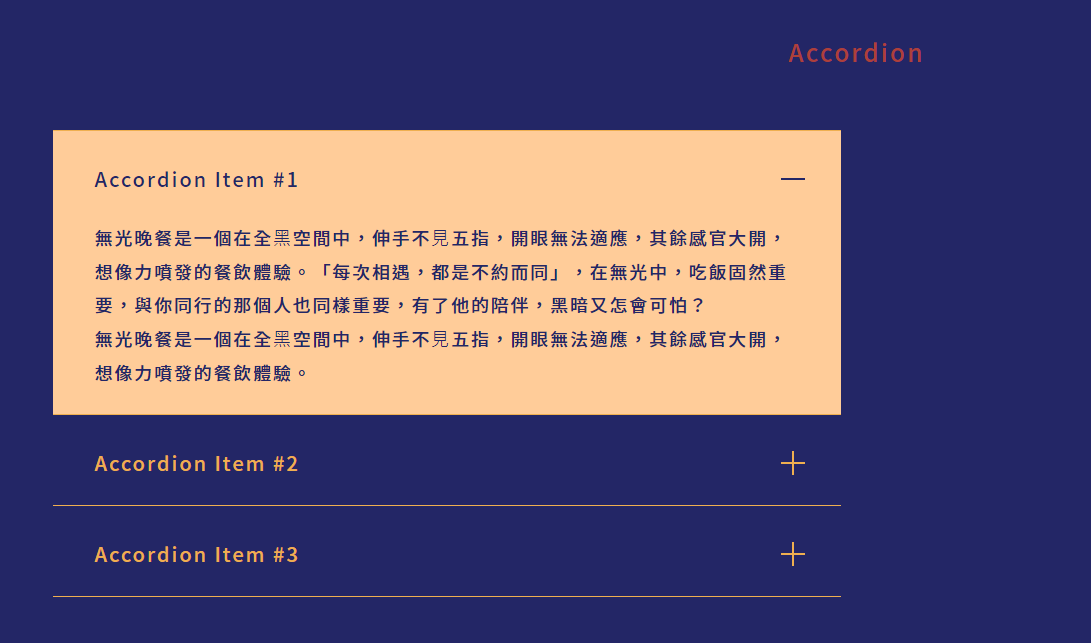 Accordion
Accordion Item #1
無光晚餐是一個在全黑空間中，伸手不見五指，開眼無法適應，其餘感官大開，
想像力噴發的餐飲體驗。「每次相遇，都是不約而同」，在無光中，吃飯固然重
要，與你同行的那個人也同樣重要，有了他的陪伴，黑暗又怎會可怕？
無光晚餐是一個在全黑空間中，伸手不見五指，開眼無法適應，其餘感官大開，
想像力噴發的餐飲體驗。
Accordion Item #2
Accordion Item #3